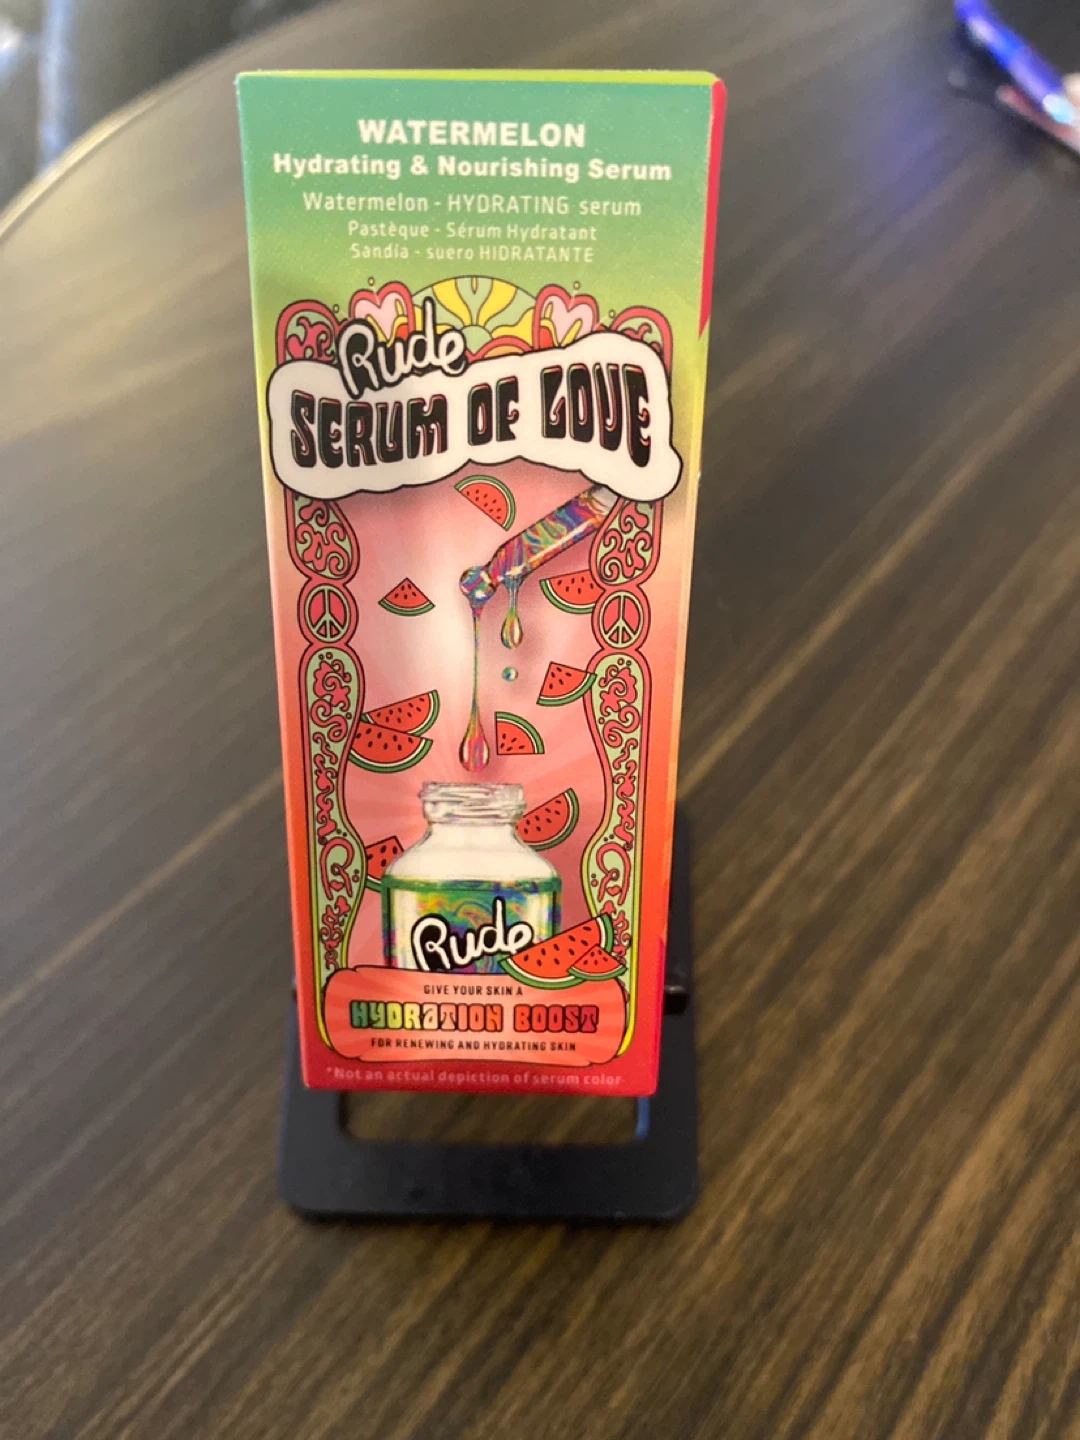 WATERMELON
Hydrating & Nourishing Serum
Watermelon - HYDRATING serum
Pastèque - Sérum Hydratant
Sandía - suero HIDRATANTE
Rude
SERUM OF LOVE
Rude
GIVE YOUR SKIN A
HYDRATION BOOST
FOR RENEWING AND HYDRATING SKIN
*Not an actual depiction of serum color